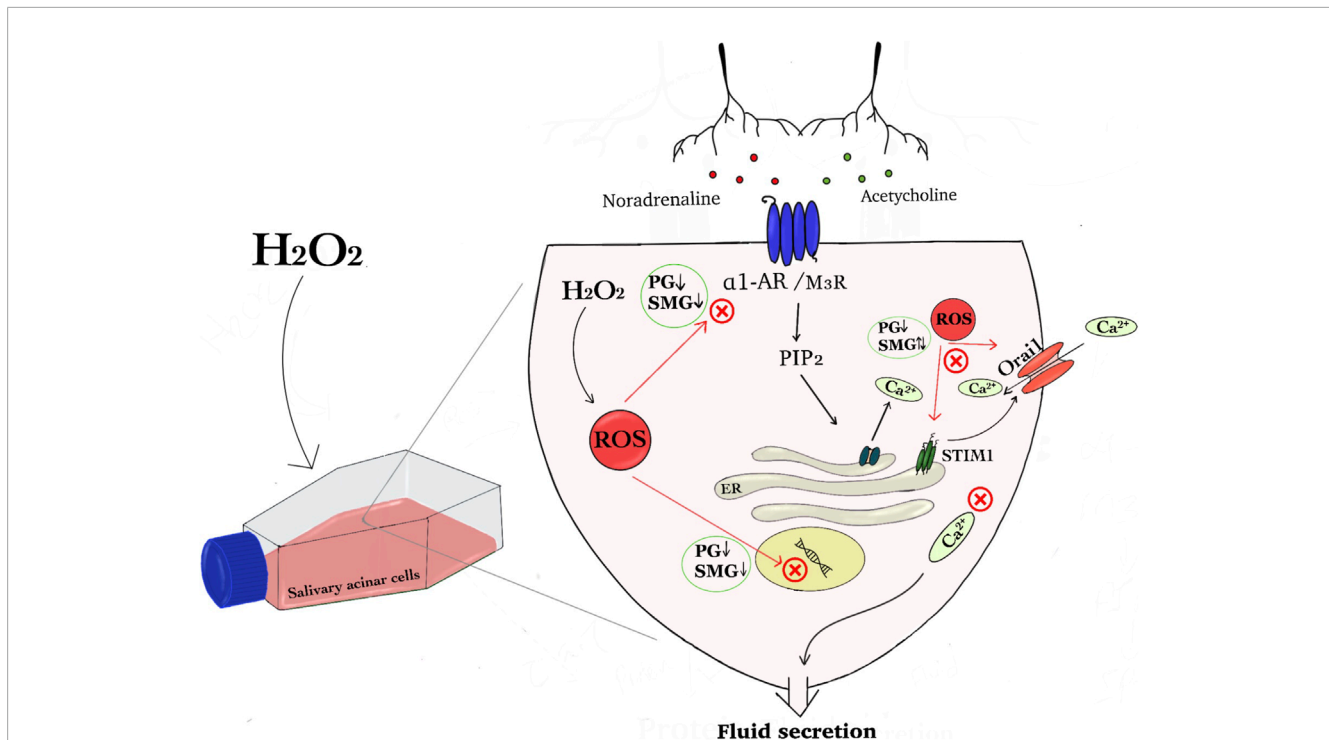 Noradrenaline
Acetycholine
H₂O₂
H₂O₂
PG↓
SMG↓
α1-AR /M3R
PIP₂
PG↓
SMG⇅
ROS
Ca²⁺
Orai1
Ca²⁺
Ca²⁺
ROS
STIM1
ER
Ca²⁺
PG↓
SMG↓
Salivary acinar cells
Fluid secretion